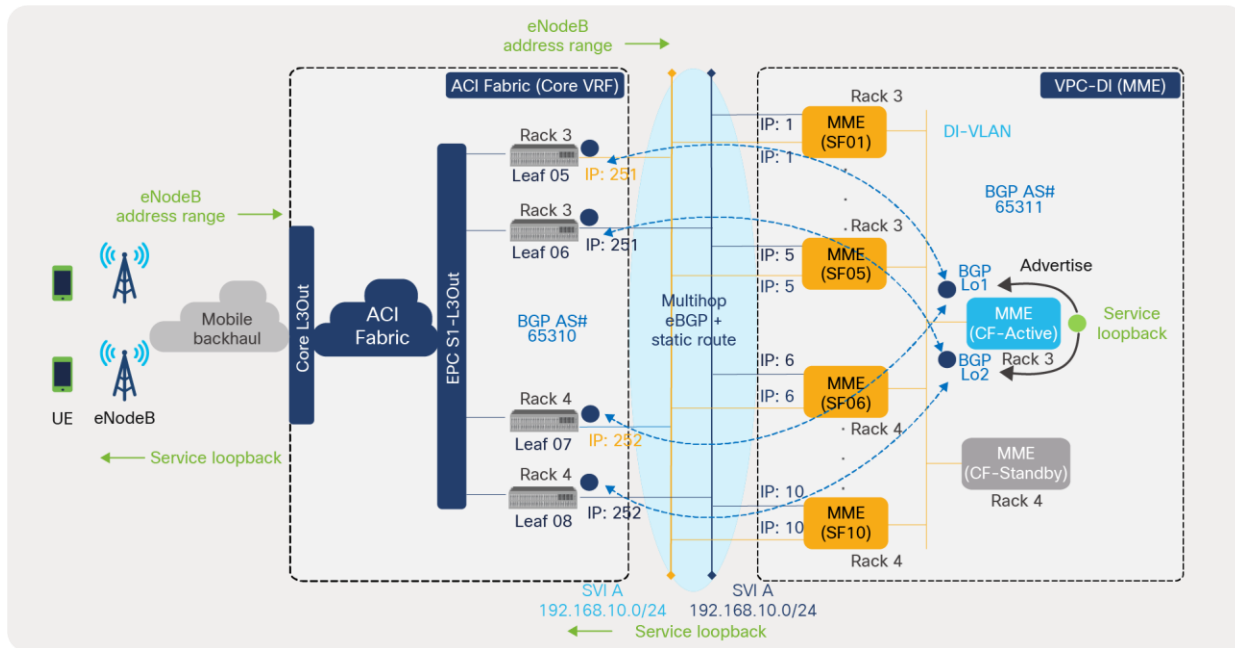 eNodeB
address range
ACI Fabric (Core VRF)
VPC-DI (MME)
Rack 3
Leaf 05
IP: 251
Rack 3
Leaf 06
IP: 251
eNodeB
address range
UE
eNodeB
Mobile
backhaul
Core L3Out
ACI
Fabric
EPC S1-L3Out
BGP AS#
65310
Rack 4
Leaf 07
IP: 252
Rack 4
Leaf 08
IP: 252
Service loopback
Multihop
eBGP +
static route
Rack 3
IP: 1
IP: 1
MME
(SF01)
DI-VLAN
BGP AS#
65311
Rack 3
IP: 5
IP: 5
MME
(SF05)
IP: 6
IP: 6
MME
(SF06)
Rack 4
IP: 10
IP: 10
MME
(SF10)
Rack 4
BGP
Lo1
Advertise
MME
(CF-Active)
Service
loopback
Rack 3
BGP
Lo2
MME
(CF-Standby)
Rack 4
SVI A
192.168.10.0/24
SVI A
192.168.10.0/24
Service loopback